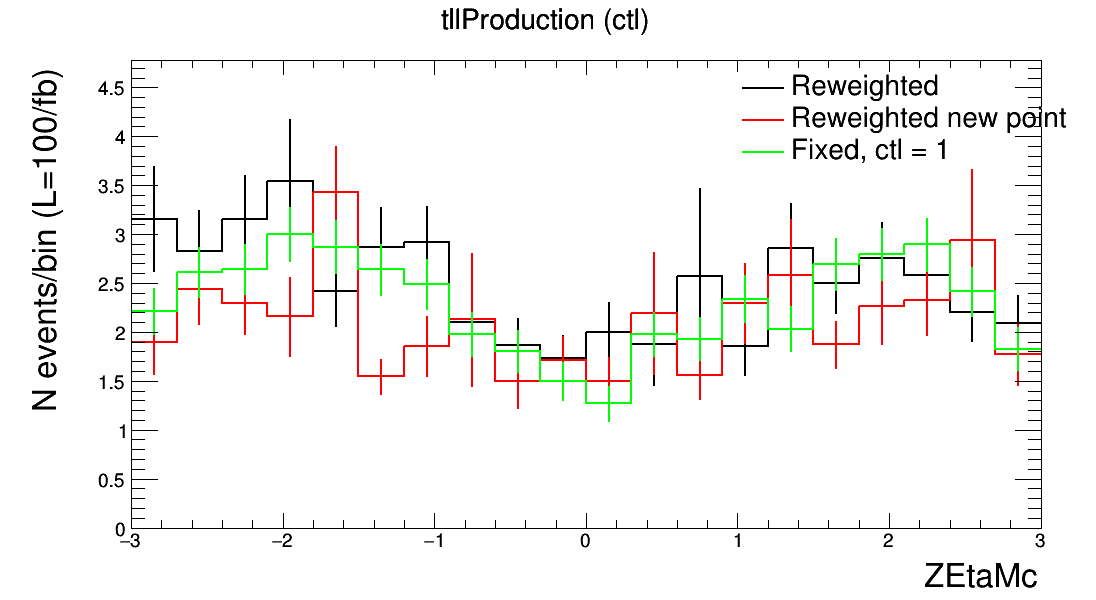 tllProduction (ctl)
N events/bin (L=100/fb)
4.5
4
3.5
3
2.5
2
1.5
1
0.5
0
Reweighted
Reweighted new point
Fixed, ctl = 1
−3 −2 −1 0 1 2 3
ZEtaMc